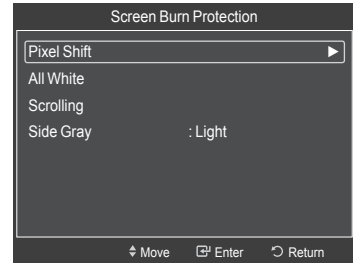 Screen Burn Protection
Pixel Shift
All White
Scrolling
Side Gray : Light
Move Enter Return